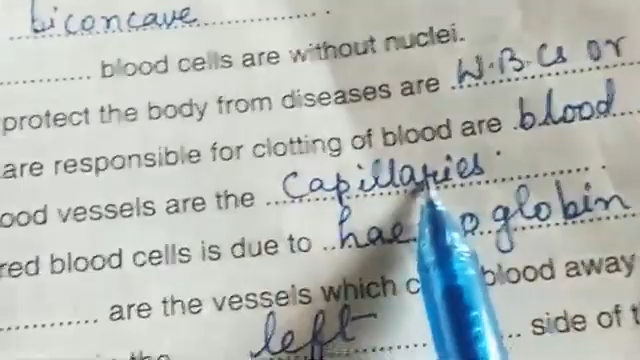 biconcave ..............
............ blood cells are without nuclei.
protect the body from diseases are W.B.Cs or
are responsible for clotting of blood are blood
ood vessels are the capillaries.
red blood cells is due to hae globin
............ are the vessels which blood away
left side of